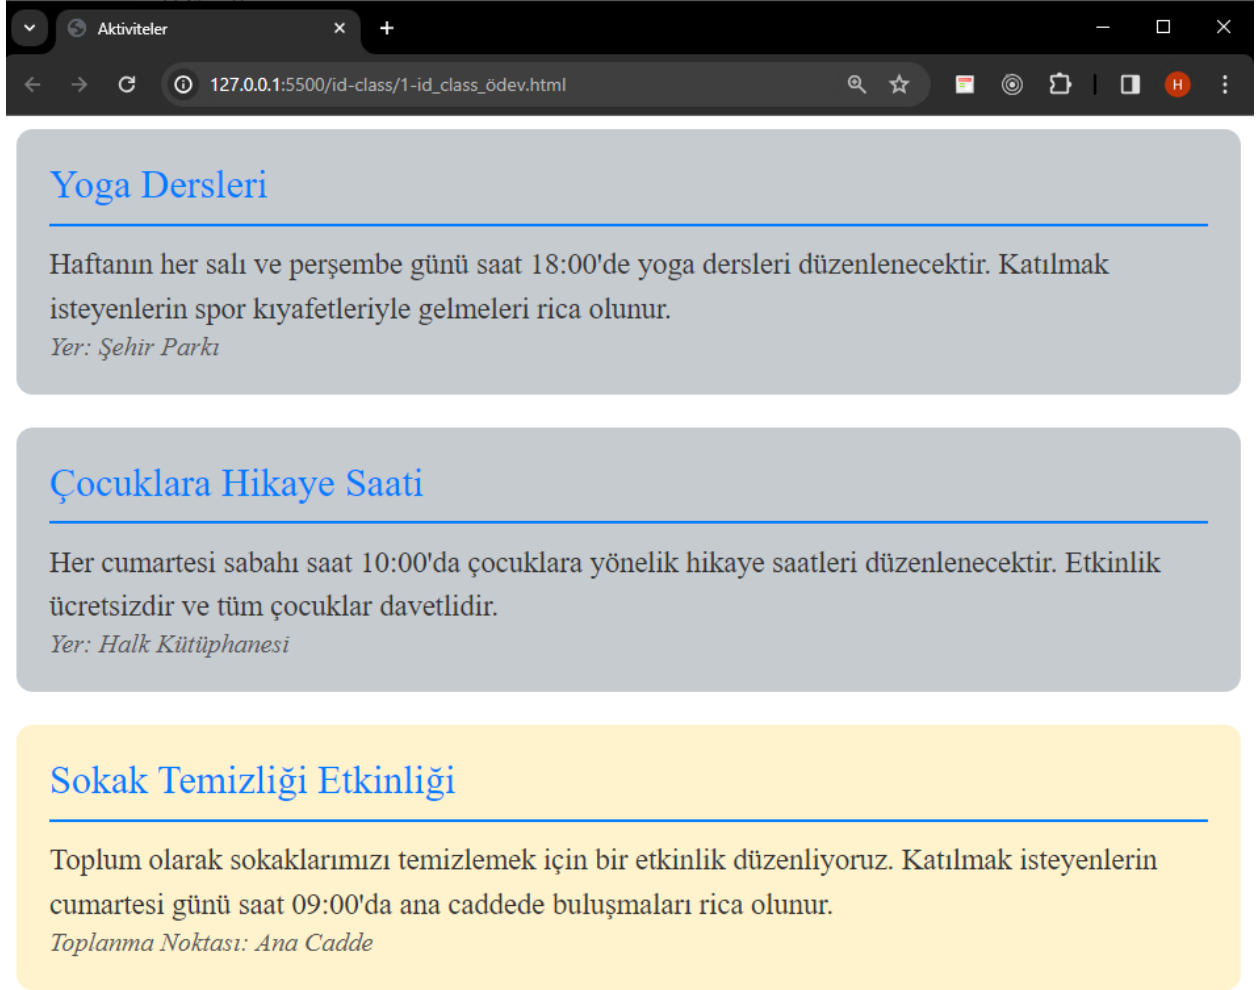 Aktiviteler
127.0.0.1:5500/id-class/1-id_class_ödev.html
H
Yoga Dersleri
Haftanın her salı ve perşembe günü saat 18:00'de yoga dersleri düzenlenecektir. Katılmak
isteyenlerin spor kıyafetleriyle gelmeleri rica olunur.
Yer: Şehir Parkı
Çocuklara Hikaye Saati
Her cumartesi sabahı saat 10:00'da çocuklara yönelik hikaye saatleri düzenlenecektir. Etkinlik
ücretsizdir ve tüm çocuklar davetlidir.
Yer: Halk Kütüphanesi
Sokak Temizliği Etkinliği
Toplum olarak sokaklarımızı temizlemek için bir etkinlik düzenliyoruz. Katılmak isteyenlerin
cumartesi günü saat 09:00'da ana caddede buluşmaları rica olunur.
Toplanma Noktası: Ana Cadde